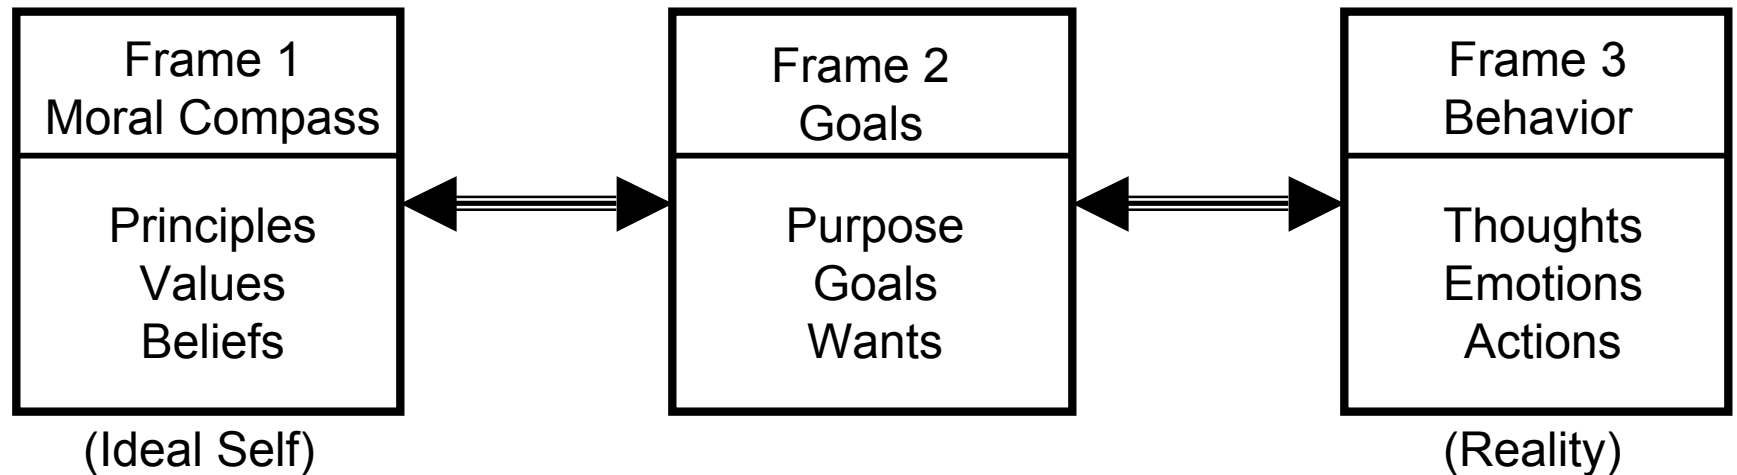 Frame 1
Moral Compass
Principles
Values
Beliefs
(Ideal Self)
Frame 2
Goals
Purpose
Goals
Wants
Frame 3
Behavior
Thoughts
Emotions
Actions
(Reality)